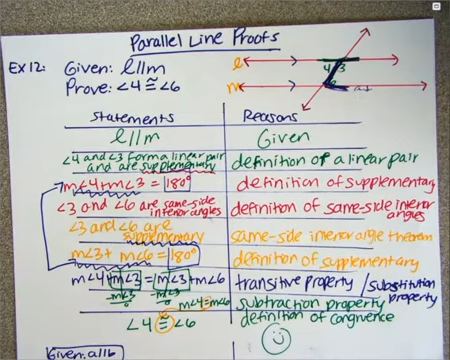 Parallel Line Proofs
Ex 12: Given: l||m
Prove: ∠4 ≅ ∠6
l
4 3
m
Statements Reasons
l||m Given
∠4 and ∠3 form a linear pair and are supplementary definition of a linear pair
m∠4+m∠3 = 180° definition of supplementary
∠3 and ∠6 are same-side interior angles definition of same-side interior angles
∠3 and ∠6 are supplementary same-side interior angle theorem
m∠3 + m∠6 = 180° definition of supplementary
m∠4+m∠3 = m∠3+m∠6 transitive property / substitution property
-m∠3 -m∠3
m∠4=m∠6 subtraction property
∠4 ≅ ∠6 definition of congruence
Given: a||b